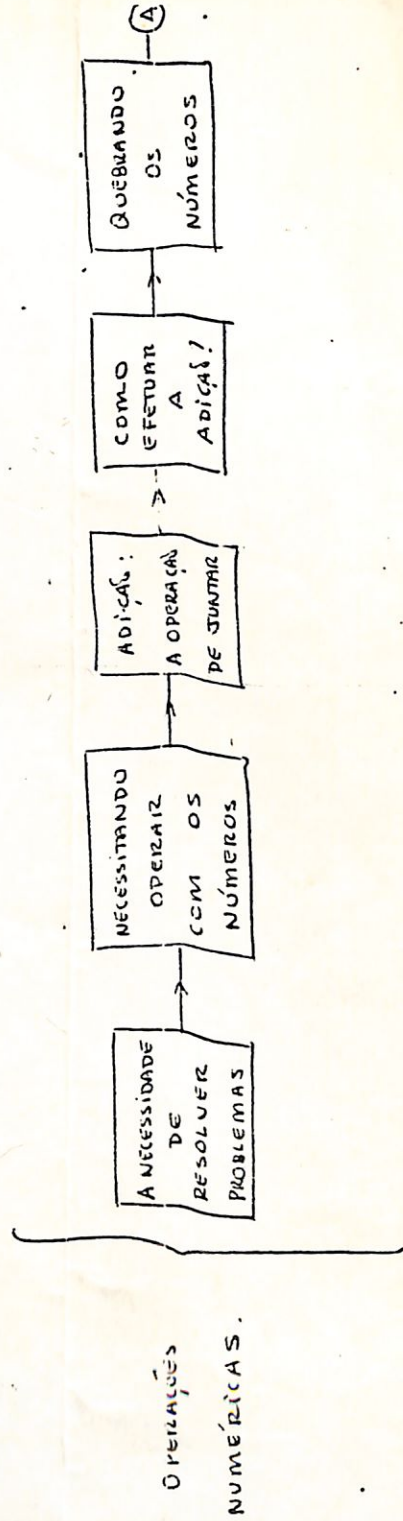 OPERAÇÕES
NUMÉRICAS.
A NECESSIDADE
DE
RESOLVER
PROBLEMAS
NECESSITANDO
OPERAR
COM OS
NÚMEROS
ADIÇÃO:
A OPERAÇÃO
DE JUNTAR
COMO
EFETUAR
A
ADIÇÃO?
QUEBRANDO
OS
NÚMEROS
A